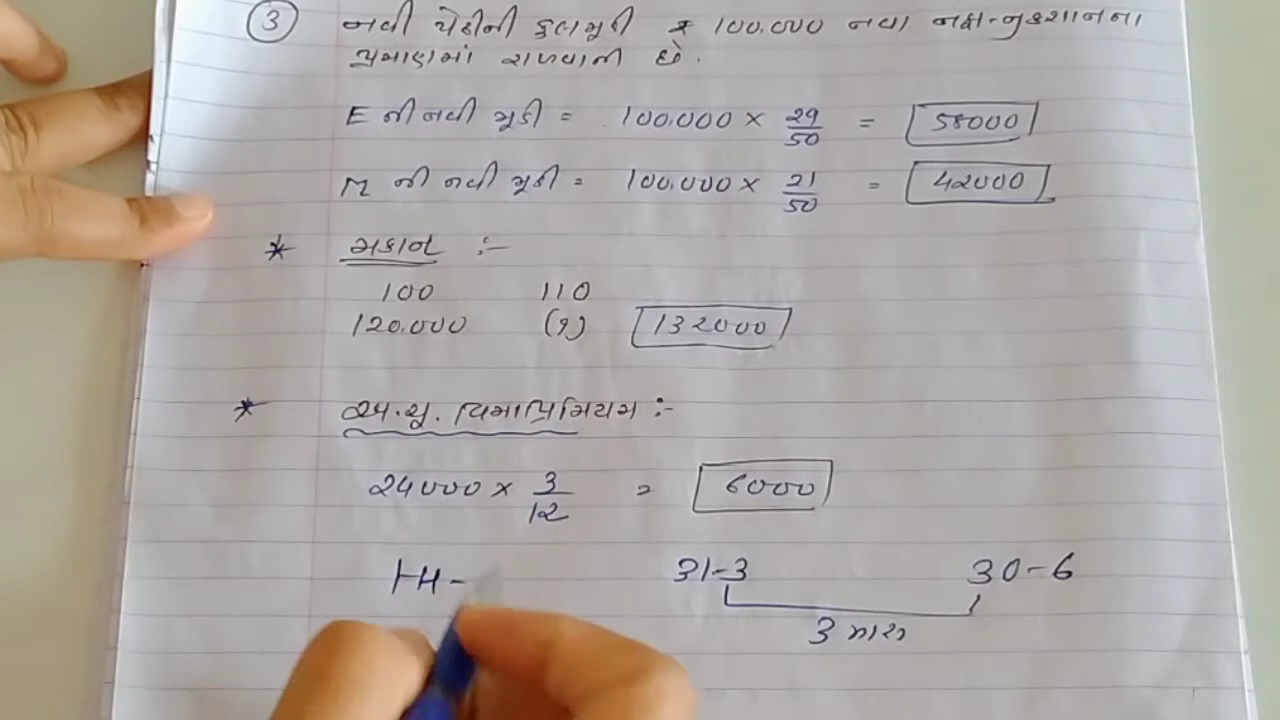 ③ નવી પેઢીની કુલમૂડી ₹ 100,000 નવા નફા-નુકશાનના
પ્રમાણમાં રાખવાની છે.
E ની નવી મૂડી = 100,000 × 29/50 = 58000
M ની નવી મૂડી = 100,000 × 21/50 = 42000
* મકાન :-
100 110
120,000 (?) 132000
* અ.ચૂ. વિમાપ્રિમિયમ :-
24000 × 3/12 = 6000
1-4 - 31-3 30-6
3 માસ